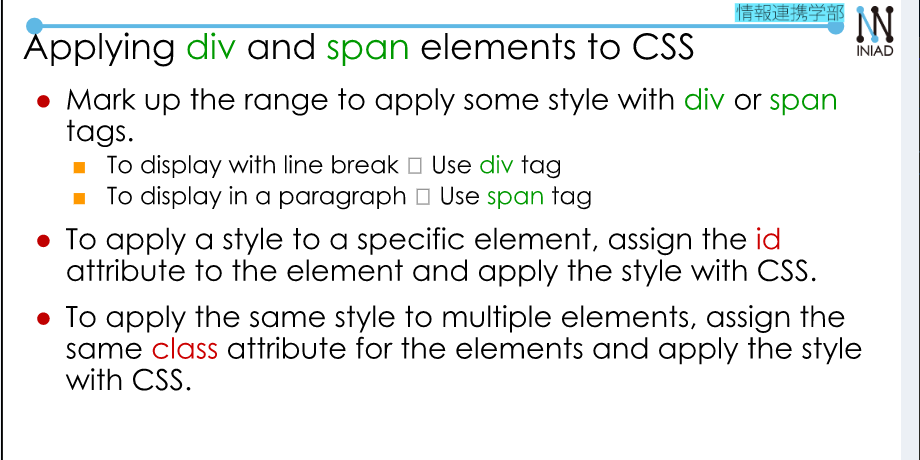 情報連携学部
INIAD
Applying div and span elements to CSS
● Mark up the range to apply some style with div or span
tags.
■ To display with line break □ Use div tag
■ To display in a paragraph □ Use span tag
● To apply a style to a specific element, assign the id
attribute to the element and apply the style with CSS.
● To apply the same style to multiple elements, assign the
same class attribute for the elements and apply the style
with CSS.